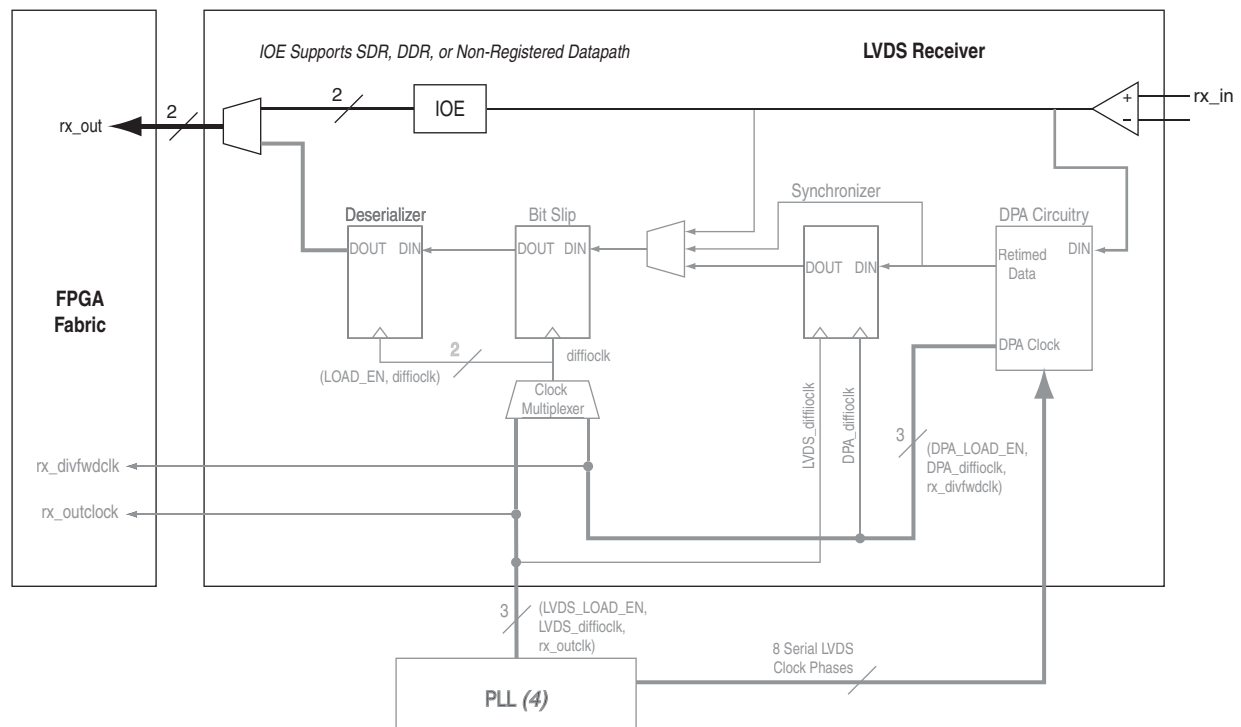 IOE Supports SDR, DDR, or Non-Registered Datapath
LVDS Receiver
2
2
IOE
+
−
rx_in
rx_out
Synchronizer
Deserializer
Bit Slip
DPA Circuitry
DOUT DIN
DOUT DIN
DOUT DIN
Retimed
Data
DIN
FPGA
Fabric
DPA Clock
2
diffioclk
(LOAD_EN, diffioclk)
Clock
Multiplexer
LVDS_diffiioclk
DPA_diffioclk
3
(DPA_LOAD_EN,
DPA_diffioclk,
rx_divfwdclk)
rx_divfwdclk
rx_outclock
3
(LVDS_LOAD_EN,
LVDS_diffioclk,
rx_outclk)
8 Serial LVDS
Clock Phases
PLL (4)